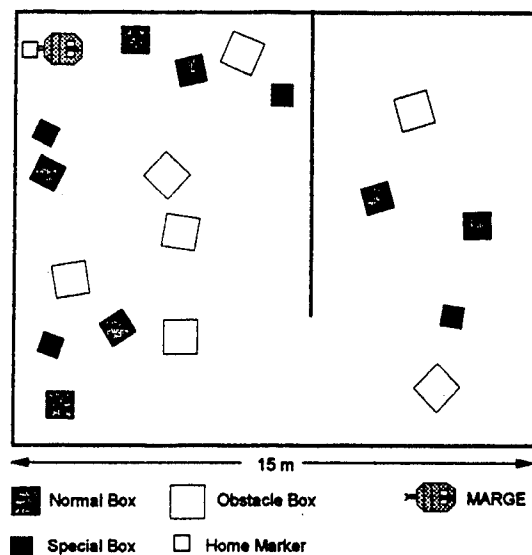 15 m
Normal Box
Obstacle Box
MARGE
Special Box
Home Marker